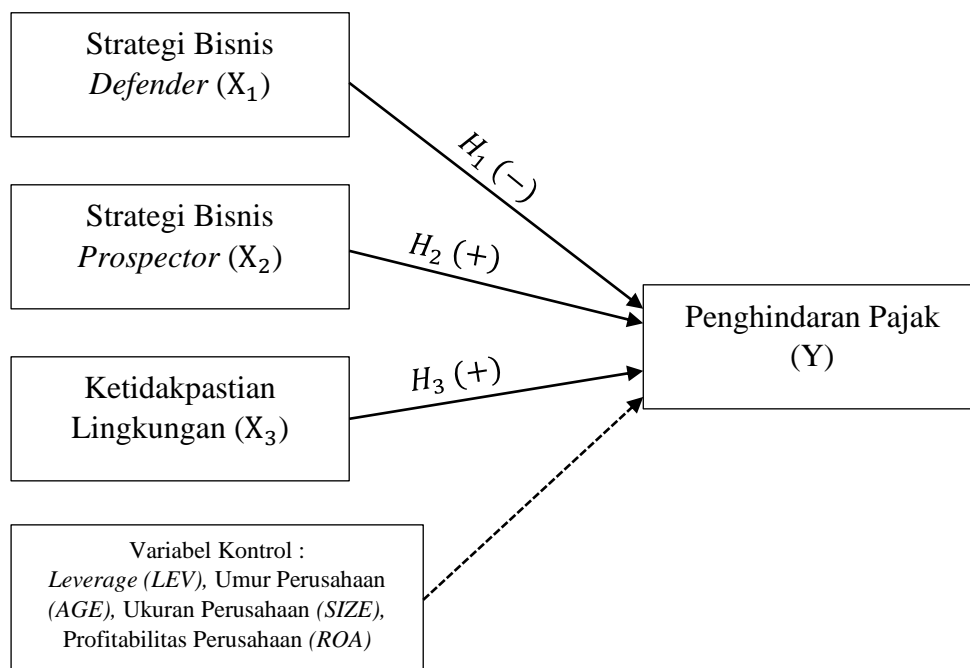 Strategi Bisnis
Defender (X₁)
H₁ (−)
Strategi Bisnis
Prospector (X₂)
H₂ (+)
Penghindaran Pajak
(Y)
Ketidakpastian
Lingkungan (X₃)
H₃ (+)
Variabel Kontrol :
Leverage (LEV), Umur Perusahaan
(AGE), Ukuran Perusahaan (SIZE),
Profitabilitas Perusahaan (ROA)